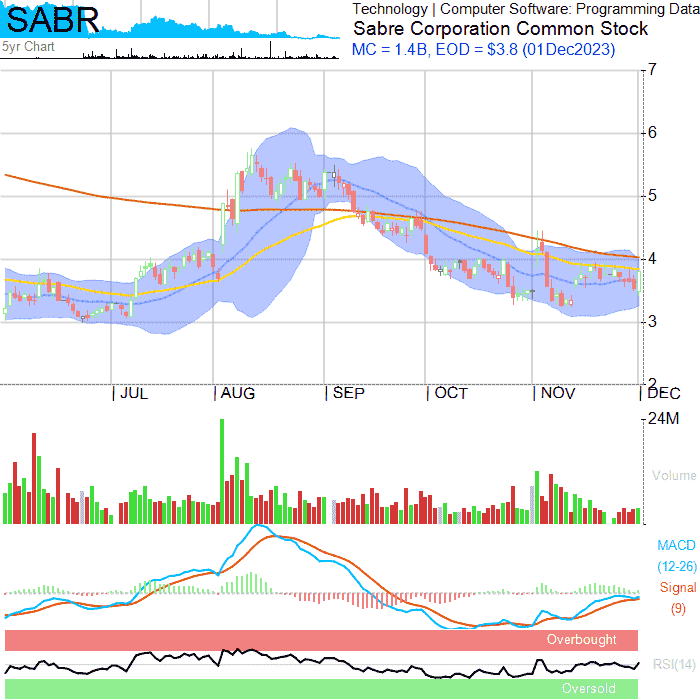 SABR
5yr Chart
Technology | Computer Software: Programming Data
Sabre Corporation Common Stock
MC = 1.4B, EOD = $3.8 (01Dec2023)
7
6
5
4
3
2
JUL
AUG
SEP
OCT
NOV
DEC
24M
Volume
MACD
(12-26)
Signal
(9)
Overbought
RSI(14)
Oversold